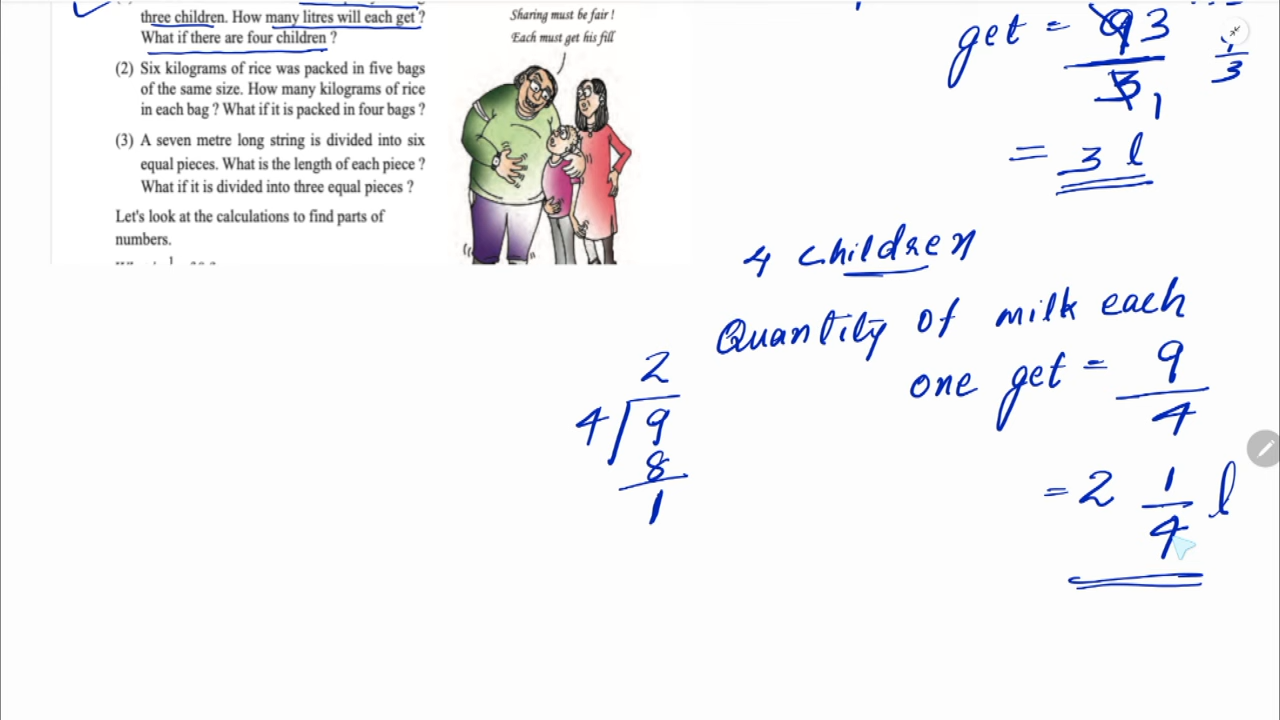 three children. How many litres will each get ?
What if there are four children ?
(2) Six kilograms of rice was packed in five bags
of the same size. How many kilograms of rice
in each bag ? What if it is packed in four bags ?
(3) A seven metre long string is divided into six
equal pieces. What is the length of each piece ?
What if it is divided into three equal pieces ?
Let's look at the calculations to find parts of
numbers.
Sharing must be fair !
Each must get his fill
get = 9 3
3 1
1
3
= 3 l
4 children
Quantity of milk each
one get = 9
4
= 2 1 l
4
2
4 9
8
1